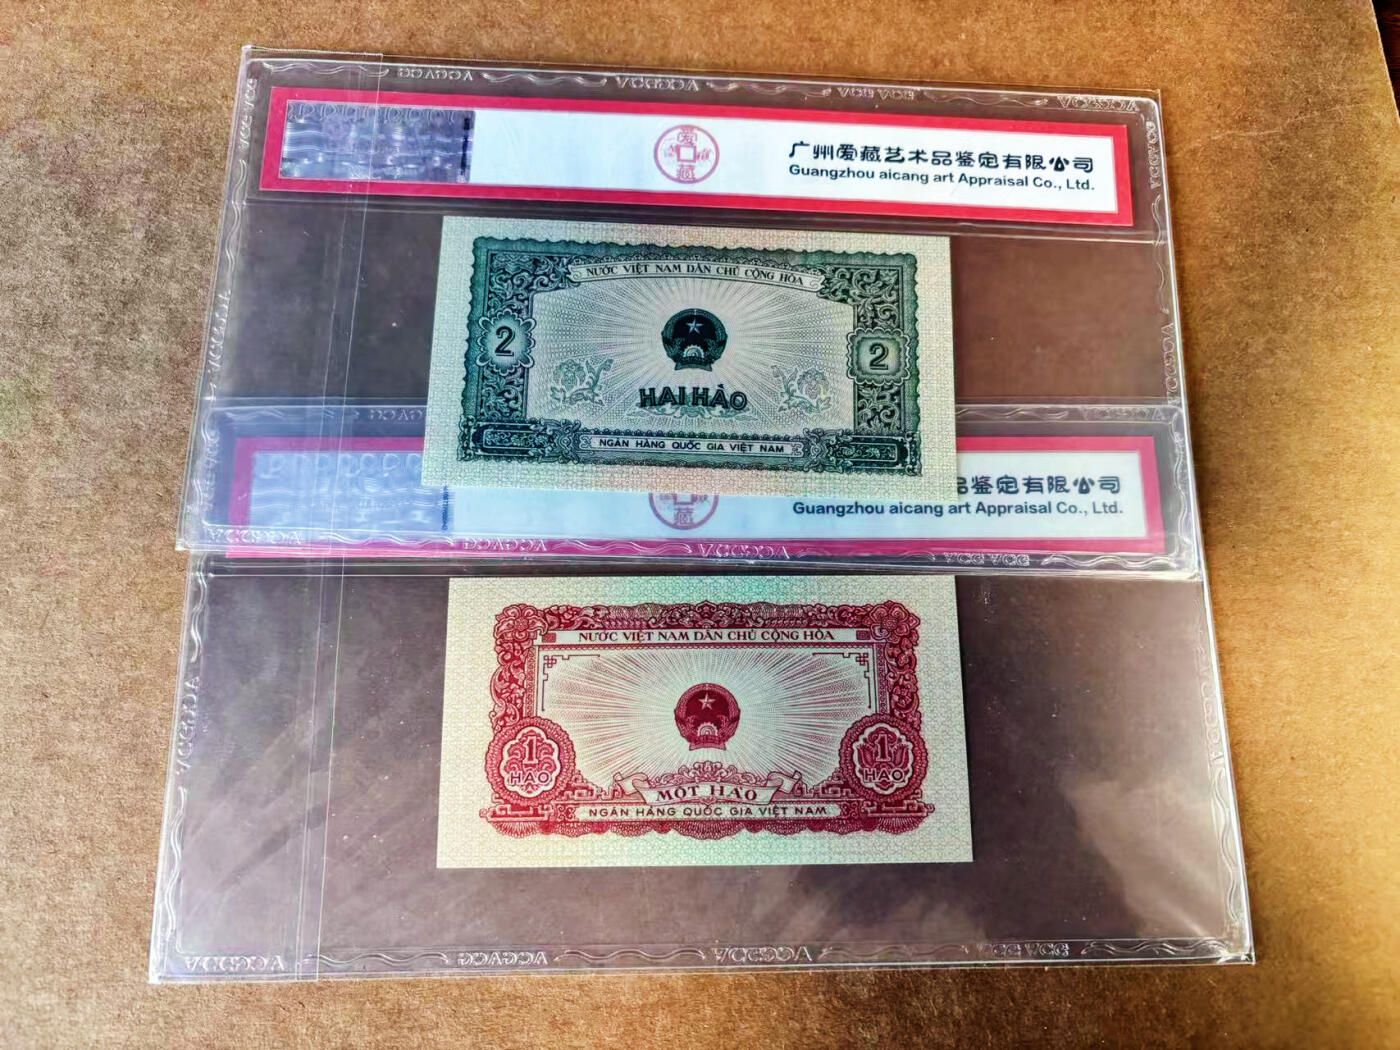 广州爱藏艺术品鉴定有限公司
Guangzhou aicang art Appraisal Co., Ltd.
爱
藏
NƯỚC VIỆT NAM DÂN CHỦ CỘNG HÒA
2
2
HAI HÀO
NGÂN HÀNG QUỐC GIA VIỆT NAM
品鉴定有限公司
Guangzhou aicang art Appraisal Co., Ltd.
藏
NƯỚC VIỆT NAM DÂN CHỦ CỘNG HÒA
1
HÀO
1
HÀO
MỘT HÀO
NGÂN HÀNG QUỐC GIA VIỆT NAM